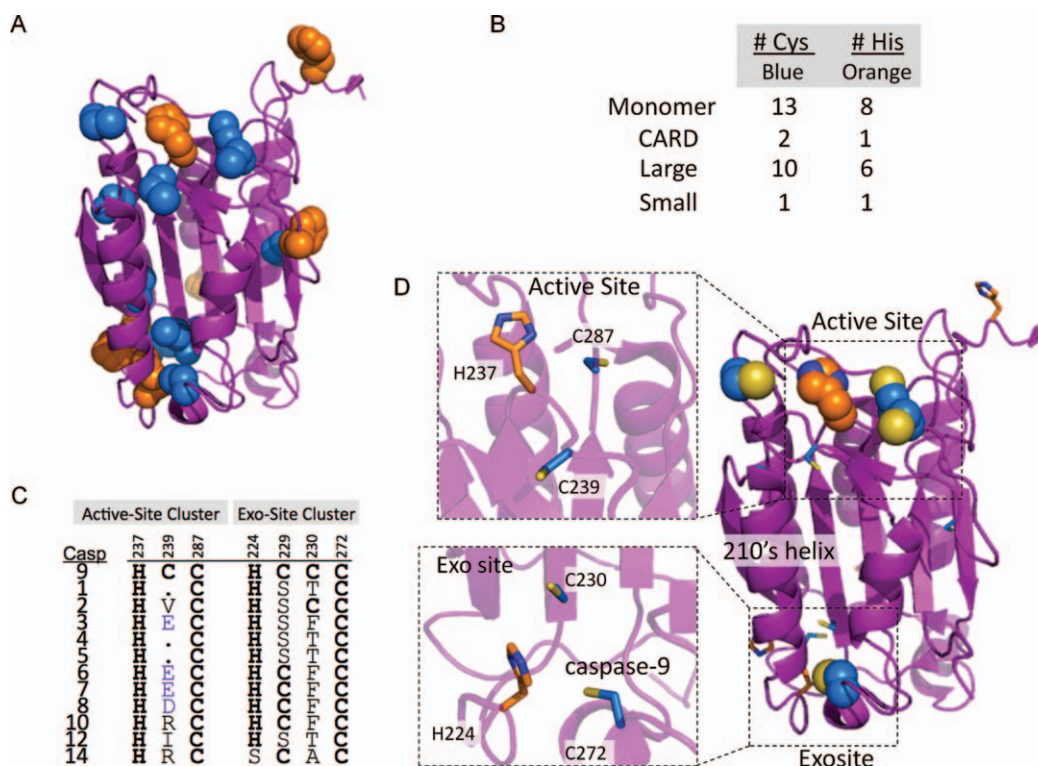 A
B
# Cys # His
Blue Orange
Monomer 13 8
CARD 2 1
Large 10 6
Small 1 1
C
Active-Site Cluster Exo-Site Cluster
Casp 237 239 287 224 229 230 272
9 H C C H C C C
1 H . C H S T C
2 H V C H S C C
3 H E C H S F C
4 H . C H S T C
5 H . C H S T C
6 H E C H C F C
7 H E C H C F C
8 H D C H C F C
10 H R C H C F C
12 H T C H S T C
14 H R C S C A C
D
Active Site
C287
H237
C239
Exo site
C230
caspase-9
H224
C272
Active Site
210's helix
Exosite